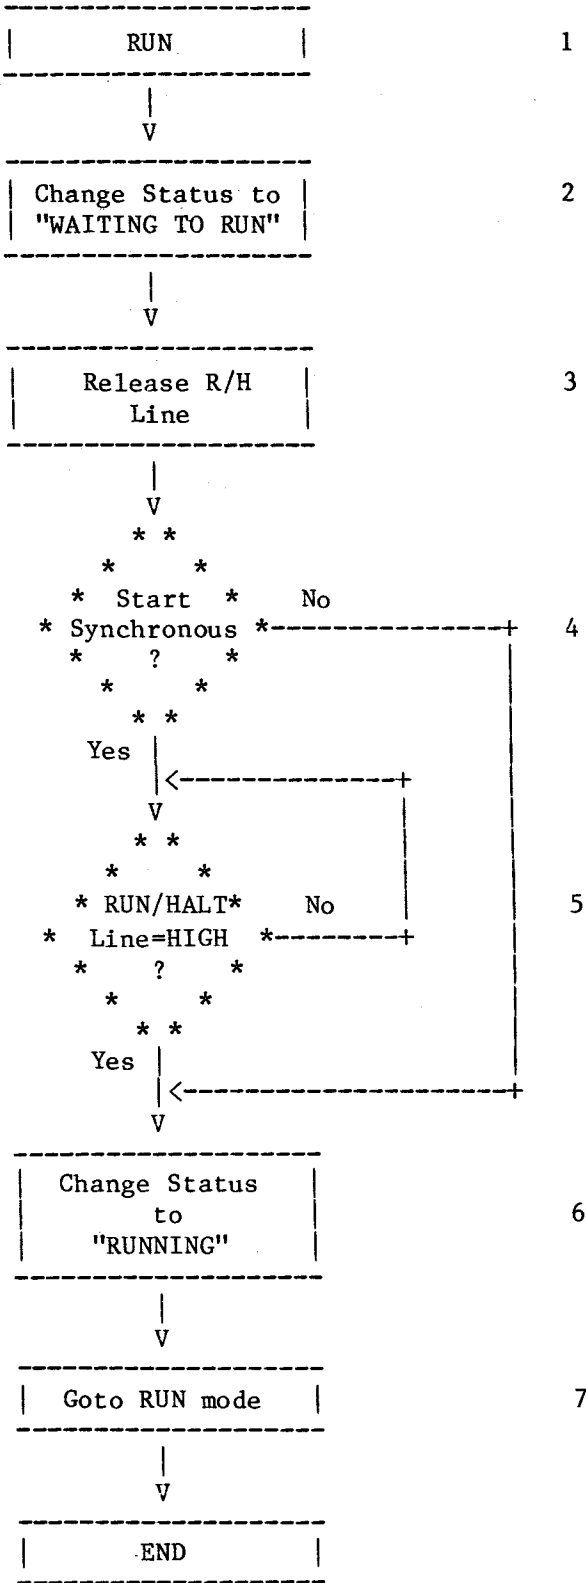 RUN 1
Change Status to 2
"WAITING TO RUN"
Release R/H 3
Line
Start No
Synchronous 4
?
Yes
RUN/HALT No 5
Line=HIGH
?
Yes
Change Status
to 6
"RUNNING"
Goto RUN mode 7
END